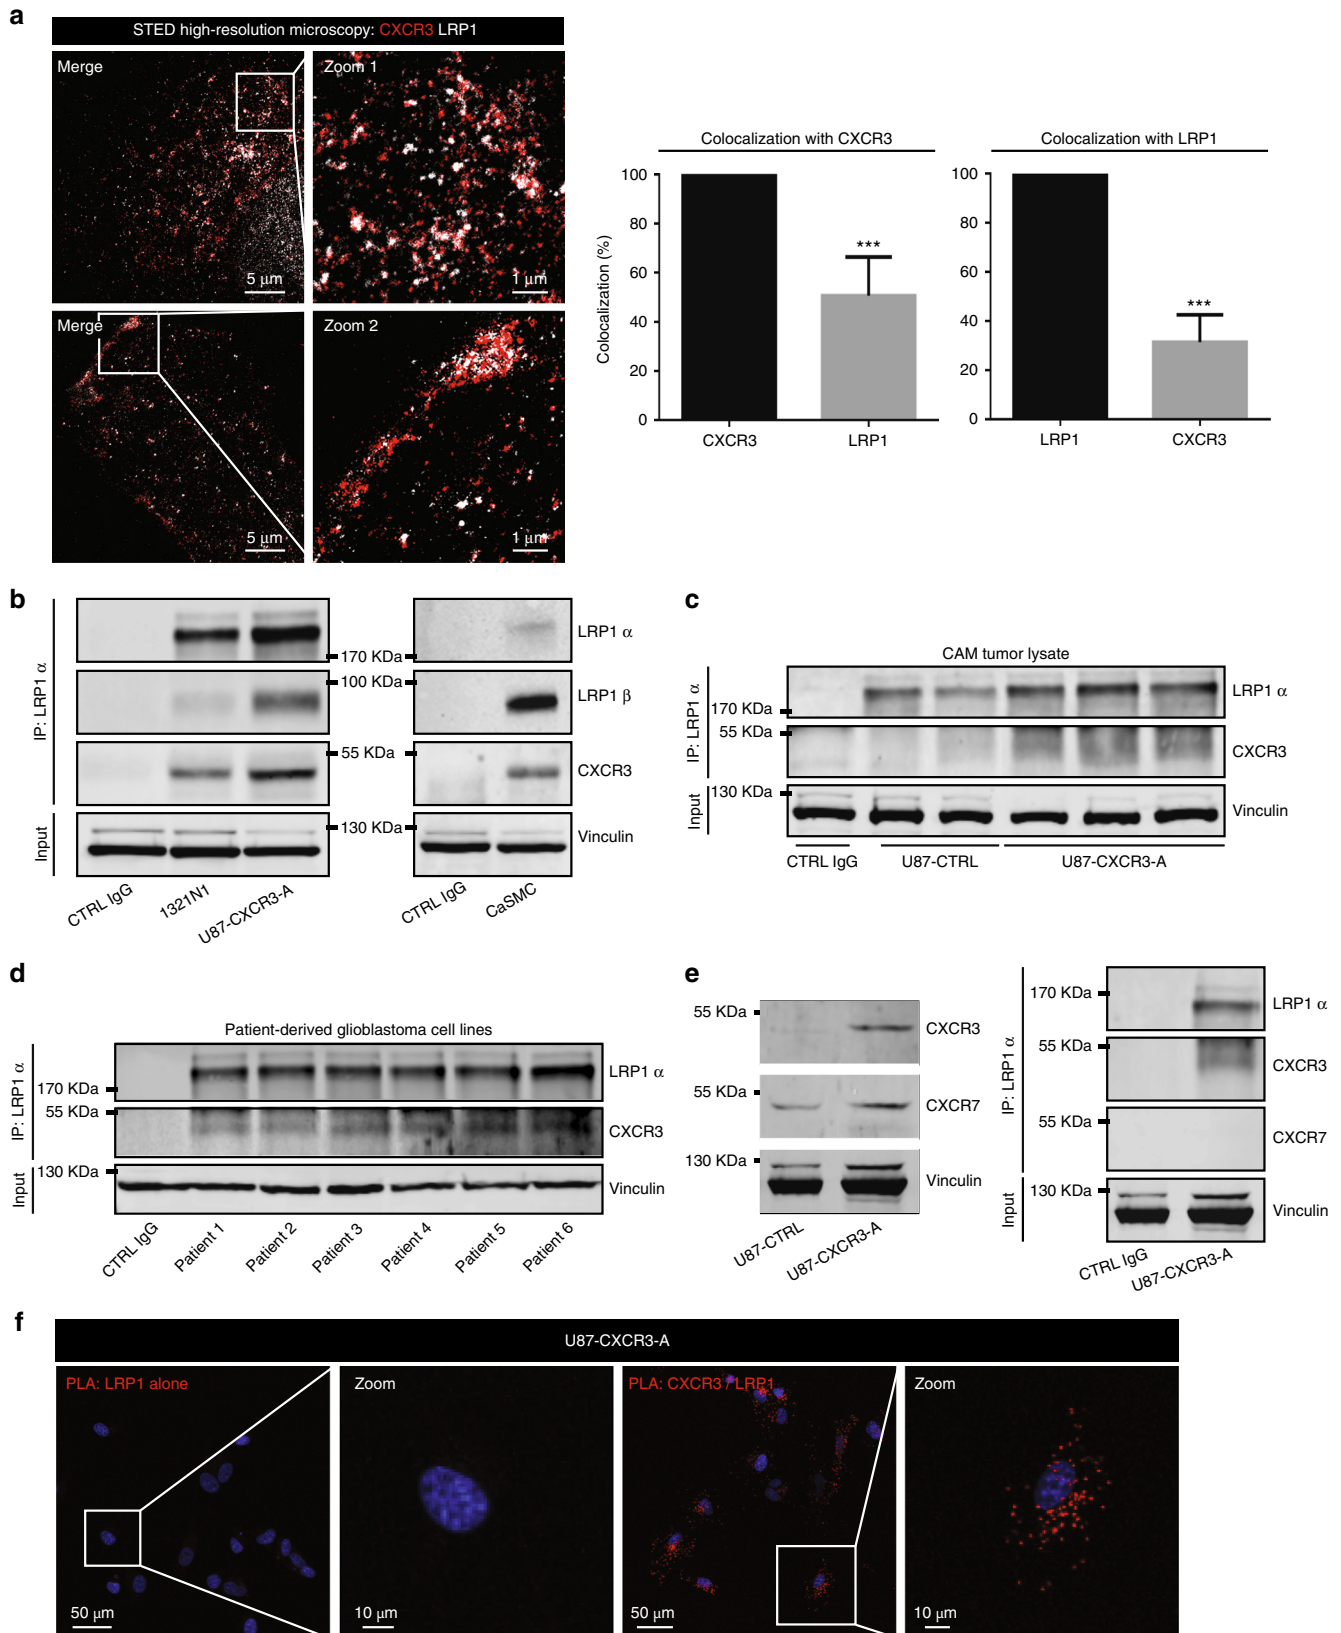 a
STED high-resolution microscopy: CXCR3 LRP1
Merge
5 µm
Zoom 1
1 µm
Merge
5 µm
Zoom 2
1 µm
Colocalization with CXCR3
Colocalization (%)
100
80
60
40
20
0
***
CXCR3
LRP1
Colocalization with LRP1
100
80
60
40
20
0
***
LRP1
CXCR3
b
IP: LRP1 α
Input
170 KDa
100 KDa
55 KDa
130 KDa
LRP1 α
LRP1 β
CXCR3
Vinculin
CTRL IgG
1321N1
U87-CXCR3-A
CTRL IgG
CaSMC
c
CAM tumor lysate
IP: LRP1 α
Input
170 KDa
55 KDa
130 KDa
LRP1 α
CXCR3
Vinculin
CTRL IgG
U87-CTRL
U87-CXCR3-A
d
Patient-derived glioblastoma cell lines
IP: LRP1 α
Input
170 KDa
55 KDa
130 KDa
LRP1 α
CXCR3
Vinculin
CTRL IgG
Patient 1
Patient 2
Patient 3
Patient 4
Patient 5
Patient 6
e
55 KDa
55 KDa
130 KDa
CXCR3
CXCR7
Vinculin
U87-CTRL
U87-CXCR3-A
IP: LRP1 α
Input
170 KDa
55 KDa
55 KDa
130 KDa
LRP1 α
CXCR3
CXCR7
Vinculin
CTRL IgG
U87-CXCR3-A
f
U87-CXCR3-A
PLA: LRP1 alone
50 µm
Zoom
10 µm
PLA: CXCR3 / LRP1
50 µm
Zoom
10 µm